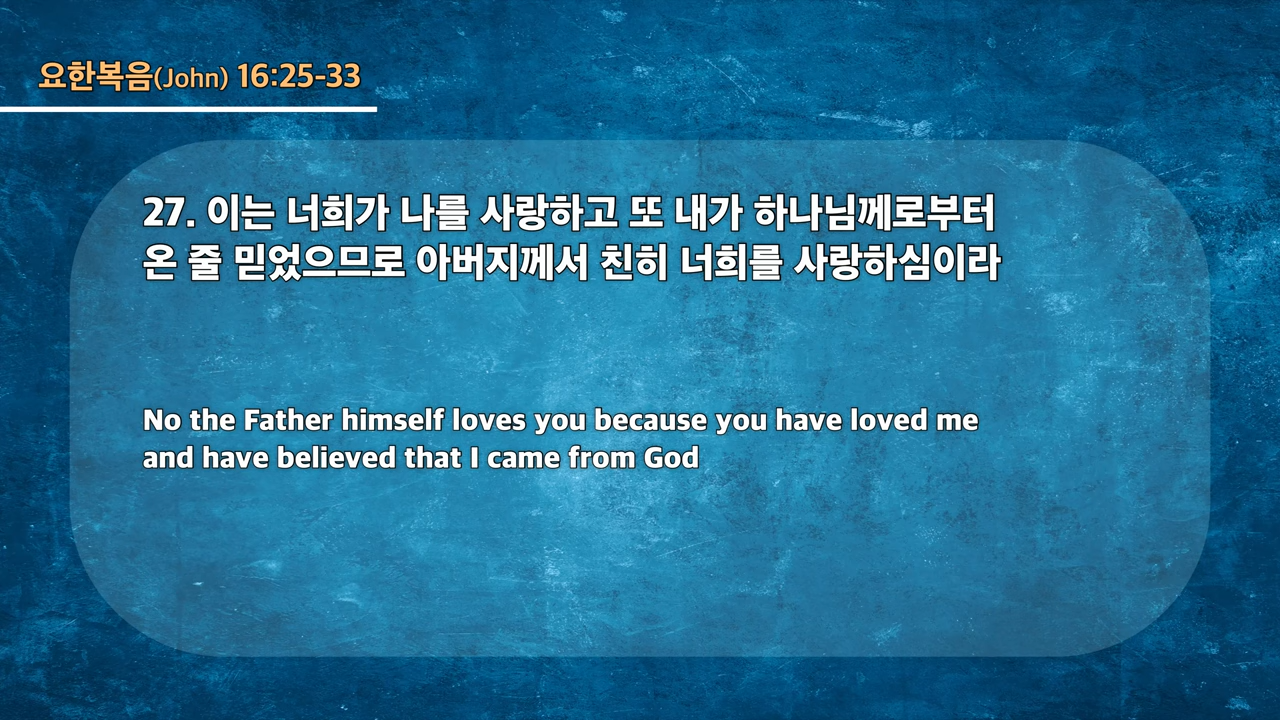 요한복음(John) 16:25-33
27. 이는 너희가 나를 사랑하고 또 내가 하나님께로부터
온 줄 믿었으므로 아버지께서 친히 너희를 사랑하심이라
No the Father himself loves you because you have loved me
and have believed that I came from God